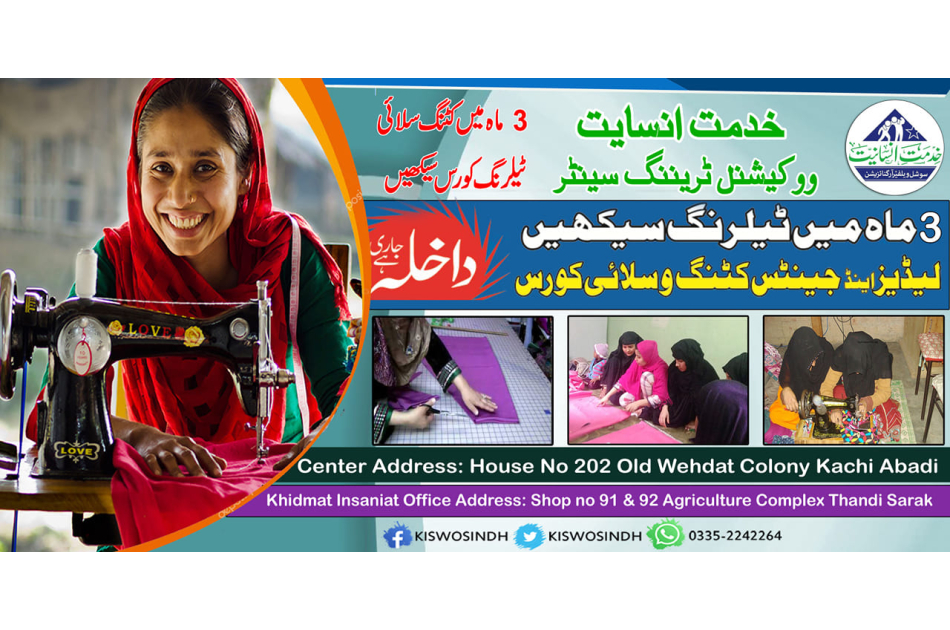 خدمت انسایت
ووکیشنل ٹریننگ سینٹر
خدمت انسانیت
سوشل ویلفیئر آرگنائزیشن
3 ماہ میں کٹنگ سلائی
ٹیلرنگ کورس سیکھیں
3 ماہ میں ٹیلرنگ سیکھیں
لیڈیز اینڈ جینٹس کٹنگ و سلائی کورس
داخلہ جاری ہے
LOVE
LOVE
Center Address: House No 202 Old Wehdat Colony Kachi Abadi
Khidmat Insaniat Office Address: Shop no 91 & 92 Agriculture Complex Thandi Sarak
KISWOSINDH KISWOSINDH 0335-2242264